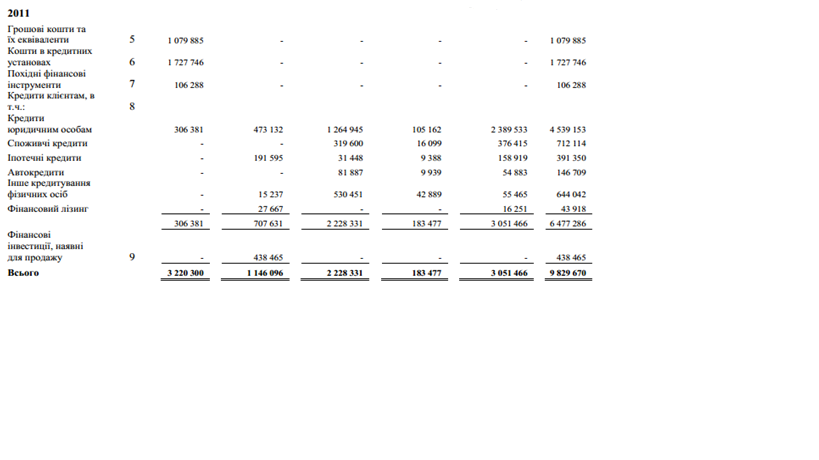 2011
Грошові кошти та
їх еквіваленти 5 1 079 885 - - - - 1 079 885
Кошти в кредитних
установах 6 1 727 746 - - - - 1 727 746
Похідні фінансові
інструменти 7 106 288 - - - - 106 288
Кредити клієнтам, в
т.ч.: 8
Кредити
юридичним особам 306 381 473 132 1 264 945 105 162 2 389 533 4 539 153
Споживчі кредити - - 319 600 16 099 376 415 712 114
Іпотечні кредити - 191 595 31 448 9 388 158 919 391 350
Автокредити - - 81 887 9 939 54 883 146 709
Інше кредитування
фізичних осіб - 15 237 530 451 42 889 55 465 644 042
Фінансовий лізинг - 27 667 - - 16 251 43 918
306 381 707 631 2 228 331 183 477 3 051 466 6 477 286
Фінансові
інвестиції, наявні
для продажу 9 - 438 465 - - - 438 465
Всього 3 220 300 1 146 096 2 228 331 183 477 3 051 466 9 829 670